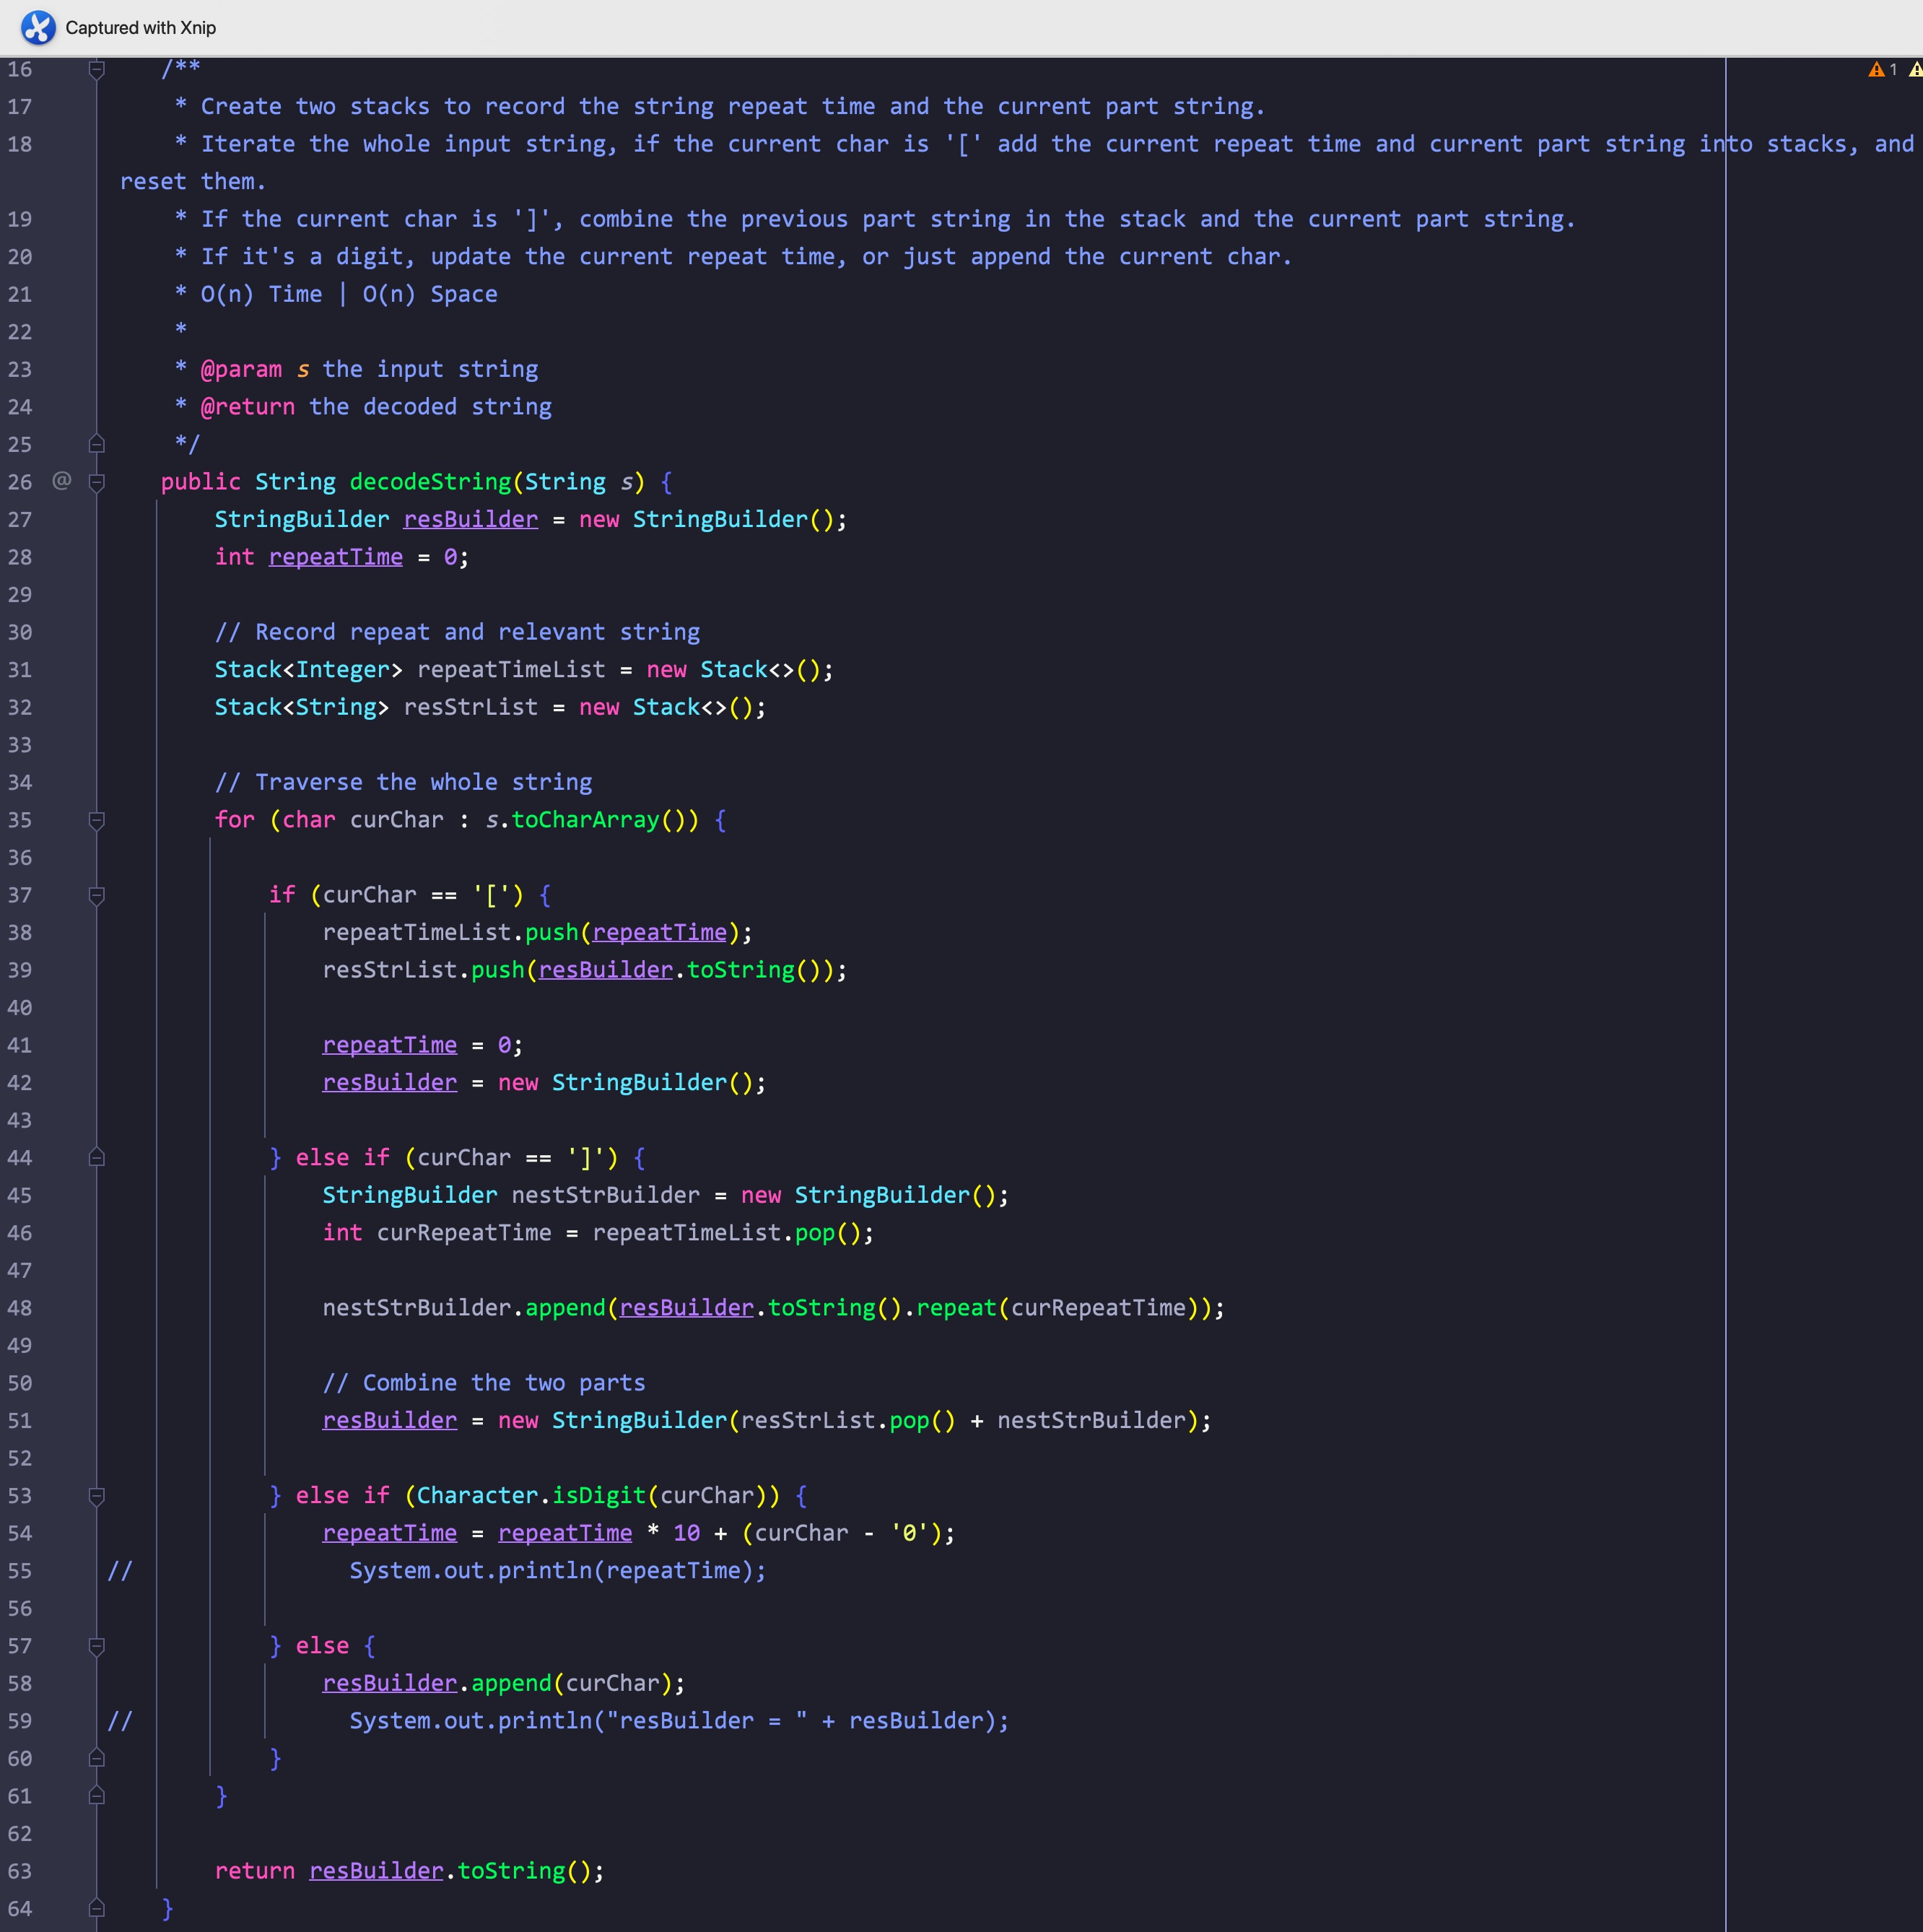 Captured with Xnip
16 /**
1
17 * Create two stacks to record the string repeat time and the current part string.
18 * Iterate the whole input string, if the current char is '[' add the current repeat time and current part string into stacks, and
reset them.
19 * If the current char is ']', combine the previous part string in the stack and the current part string.
20 * If it's a digit, update the current repeat time, or just append the current char.
21 * O(n) Time | O(n) Space
22 *
23 * @param s the input string
24 * @return the decoded string
25 */
26 @ public String decodeString(String s) {
27 StringBuilder resBuilder = new StringBuilder();
28 int repeatTime = 0;
29
30 // Record repeat and relevant string
31 Stack<Integer> repeatTimeList = new Stack<>();
32 Stack<String> resStrList = new Stack<>();
33
34 // Traverse the whole string
35 for (char curChar : s.toCharArray()) {
36
37 if (curChar == '[') {
38 repeatTimeList.push(repeatTime);
39 resStrList.push(resBuilder.toString());
40
41 repeatTime = 0;
42 resBuilder = new StringBuilder();
43
44 } else if (curChar == ']') {
45 StringBuilder nestStrBuilder = new StringBuilder();
46 int curRepeatTime = repeatTimeList.pop();
47
48 nestStrBuilder.append(resBuilder.toString().repeat(curRepeatTime));
49
50 // Combine the two parts
51 resBuilder = new StringBuilder(resStrList.pop() + nestStrBuilder);
52
53 } else if (Character.isDigit(curChar)) {
54 repeatTime = repeatTime * 10 + (curChar - '0');
55 // System.out.println(repeatTime);
56
57 } else {
58 resBuilder.append(curChar);
59 // System.out.println("resBuilder = " + resBuilder);
60 }
61 }
62
63 return resBuilder.toString();
64 }